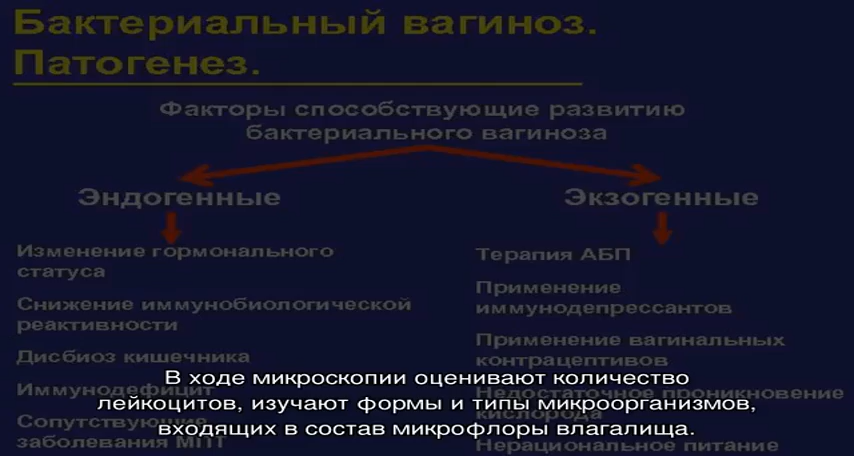 Бактериальный вагиноз.
Патогенез.
Факторы способствующие развитию
бактериального вагиноза
Эндогенные
Изменение гормонального
статуса
Снижение иммунобиологической
реактивности
Дисбиоз кишечника
Иммунодефицит
Сопутствующие
заболевания МПТ
Экзогенные
Терапия АБП
Применение
иммунодепрессантов
Применение вагинальных
контрацептивов
Недостаточное проникновение
кислорода
Нерациональное питание
В ходе микроскопии оценивают количество
лейкоцитов, изучают формы и типы микроорганизмов,
входящих в состав микрофлоры влагалища.